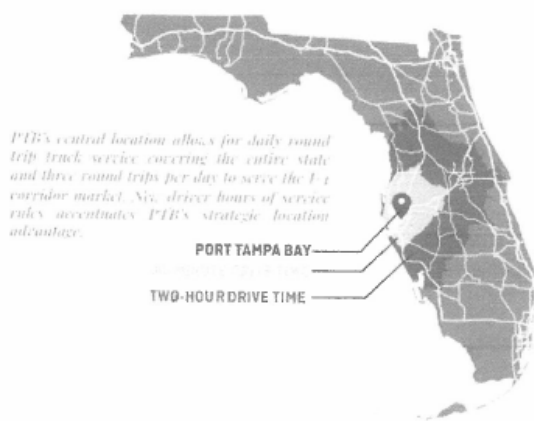 PTB's central location allows for daily round
trip truck service covering the entire state
and three round trips per day to serve the I-4
corridor market. New driver hours of service
rules accentuates PTB's strategic location
advantage.
PORT TAMPA BAY
TWO-HOUR DRIVE TIME